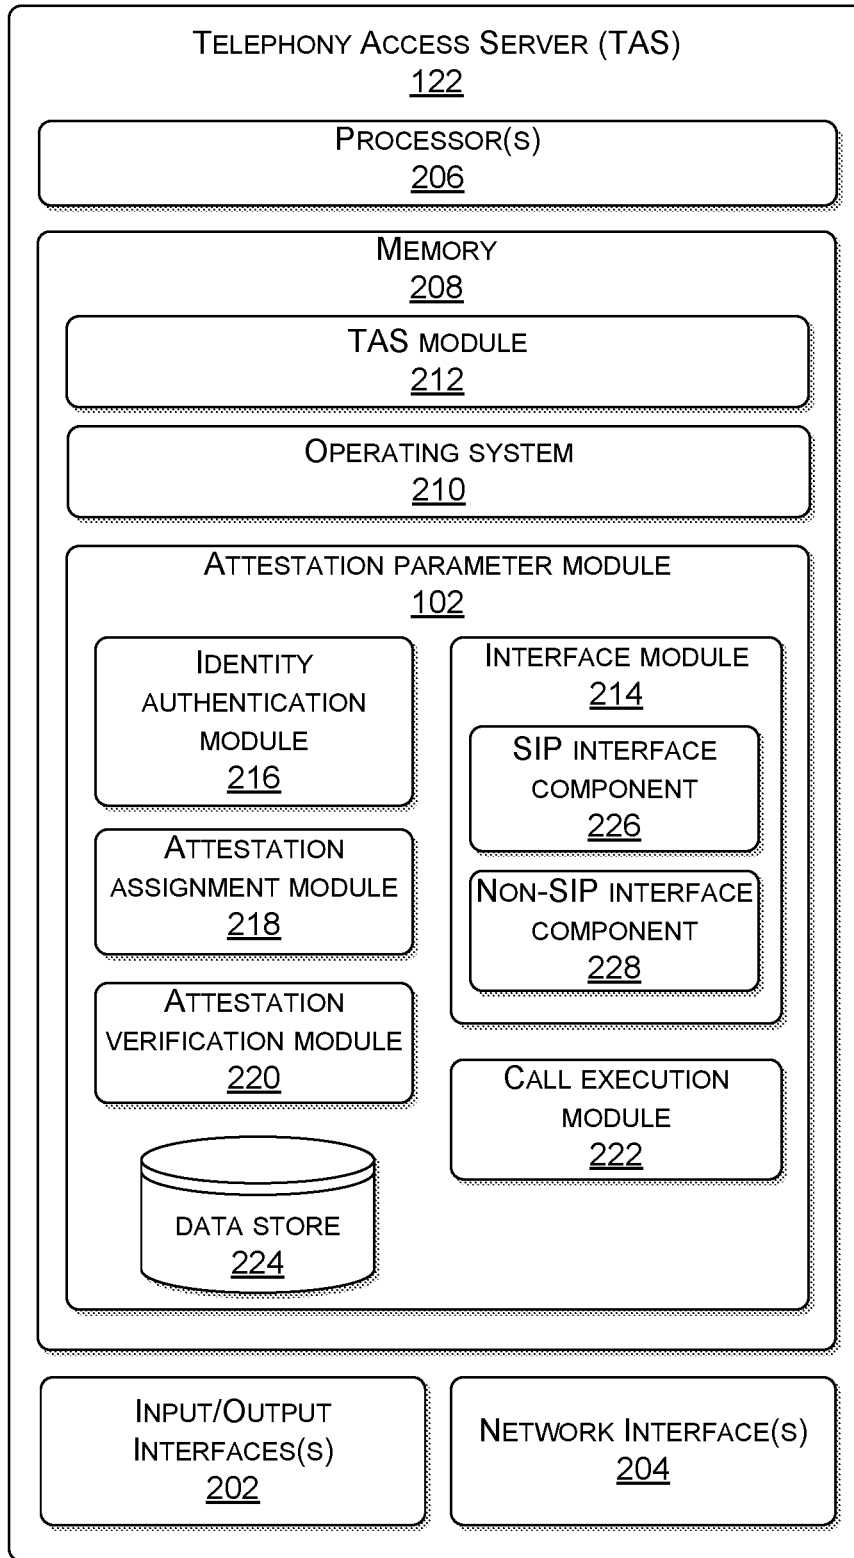 TELEPHONY ACCESS SERVER (TAS)
122
PROCESSOR(S)
206
MEMORY
208
TAS MODULE
212
OPERATING SYSTEM
210
ATTESTATION PARAMETER MODULE
102
IDENTITY
AUTHENTICATION
MODULE
216
ATTESTATION
ASSIGNMENT MODULE
218
ATTESTATION
VERIFICATION MODULE
220
DATA STORE
224
INTERFACE MODULE
214
SIP INTERFACE
COMPONENT
226
NON-SIP INTERFACE
COMPONENT
228
CALL EXECUTION
MODULE
222
INPUT/OUTPUT
INTERFACES(S)
202
NETWORK INTERFACE(S)
204